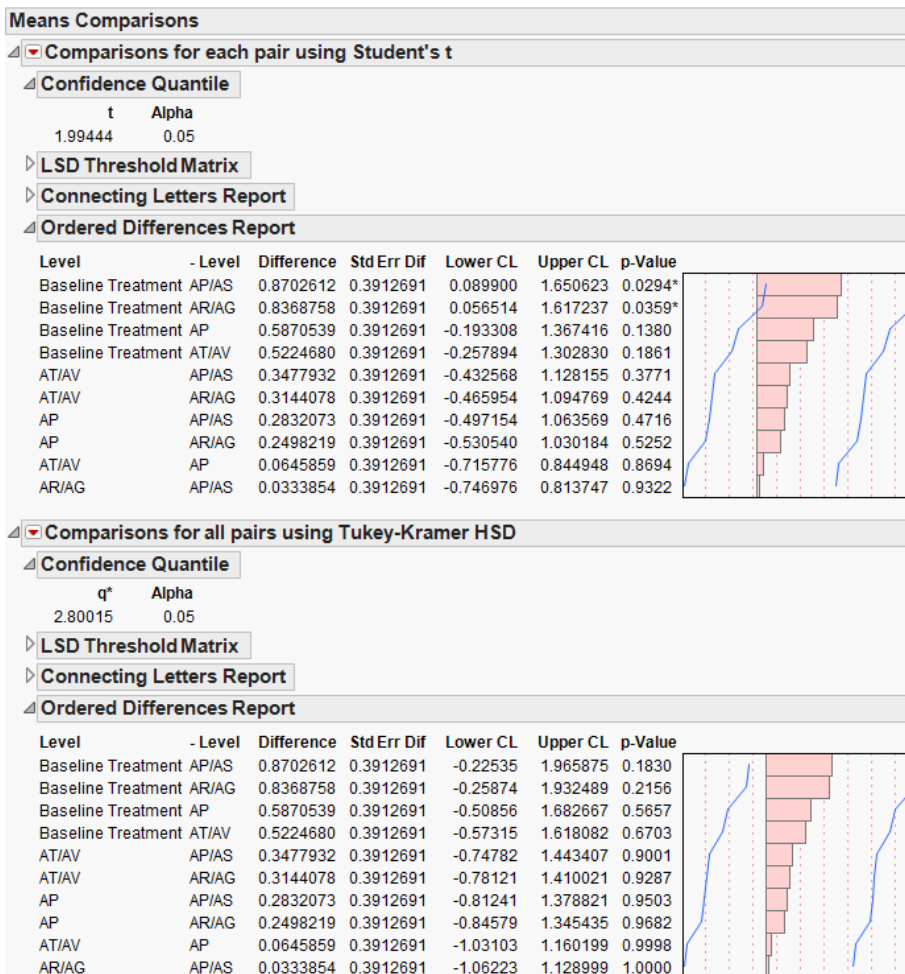 Means Comparisons
Comparisons for each pair using Student's t
Confidence Quantile
t Alpha
1.99444 0.05
LSD Threshold Matrix
Connecting Letters Report
Ordered Differences Report
Level - Level Difference Std Err Dif Lower CL Upper CL p-Value
Baseline Treatment AP/AS 0.8702612 0.3912691 0.089900 1.650623 0.0294*
Baseline Treatment AR/AG 0.8368758 0.3912691 0.056514 1.617237 0.0359*
Baseline Treatment AP 0.5870539 0.3912691 -0.193308 1.367416 0.1380
Baseline Treatment AT/AV 0.5224680 0.3912691 -0.257894 1.302830 0.1861
AT/AV AP/AS 0.3477932 0.3912691 -0.432568 1.128155 0.3771
AT/AV AR/AG 0.3144078 0.3912691 -0.465954 1.094769 0.4244
AP AP/AS 0.2832073 0.3912691 -0.497154 1.063569 0.4716
AP AR/AG 0.2498219 0.3912691 -0.530540 1.030184 0.5252
AT/AV AP 0.0645859 0.3912691 -0.715776 0.844948 0.8694
AR/AG AP/AS 0.0333854 0.3912691 -0.746976 0.813747 0.9322
Comparisons for all pairs using Tukey-Kramer HSD
Confidence Quantile
q* Alpha
2.80015 0.05
LSD Threshold Matrix
Connecting Letters Report
Ordered Differences Report
Level - Level Difference Std Err Dif Lower CL Upper CL p-Value
Baseline Treatment AP/AS 0.8702612 0.3912691 -0.22535 1.965875 0.1830
Baseline Treatment AR/AG 0.8368758 0.3912691 -0.25874 1.932489 0.2156
Baseline Treatment AP 0.5870539 0.3912691 -0.50856 1.682667 0.5657
Baseline Treatment AT/AV 0.5224680 0.3912691 -0.57315 1.618082 0.6703
AT/AV AP/AS 0.3477932 0.3912691 -0.74782 1.443407 0.9001
AT/AV AR/AG 0.3144078 0.3912691 -0.78121 1.410021 0.9287
AP AP/AS 0.2832073 0.3912691 -0.81241 1.378821 0.9503
AP AR/AG 0.2498219 0.3912691 -0.84579 1.345435 0.9682
AT/AV AP 0.0645859 0.3912691 -1.03103 1.160199 0.9998
AR/AG AP/AS 0.0333854 0.3912691 -1.06223 1.128999 1.0000